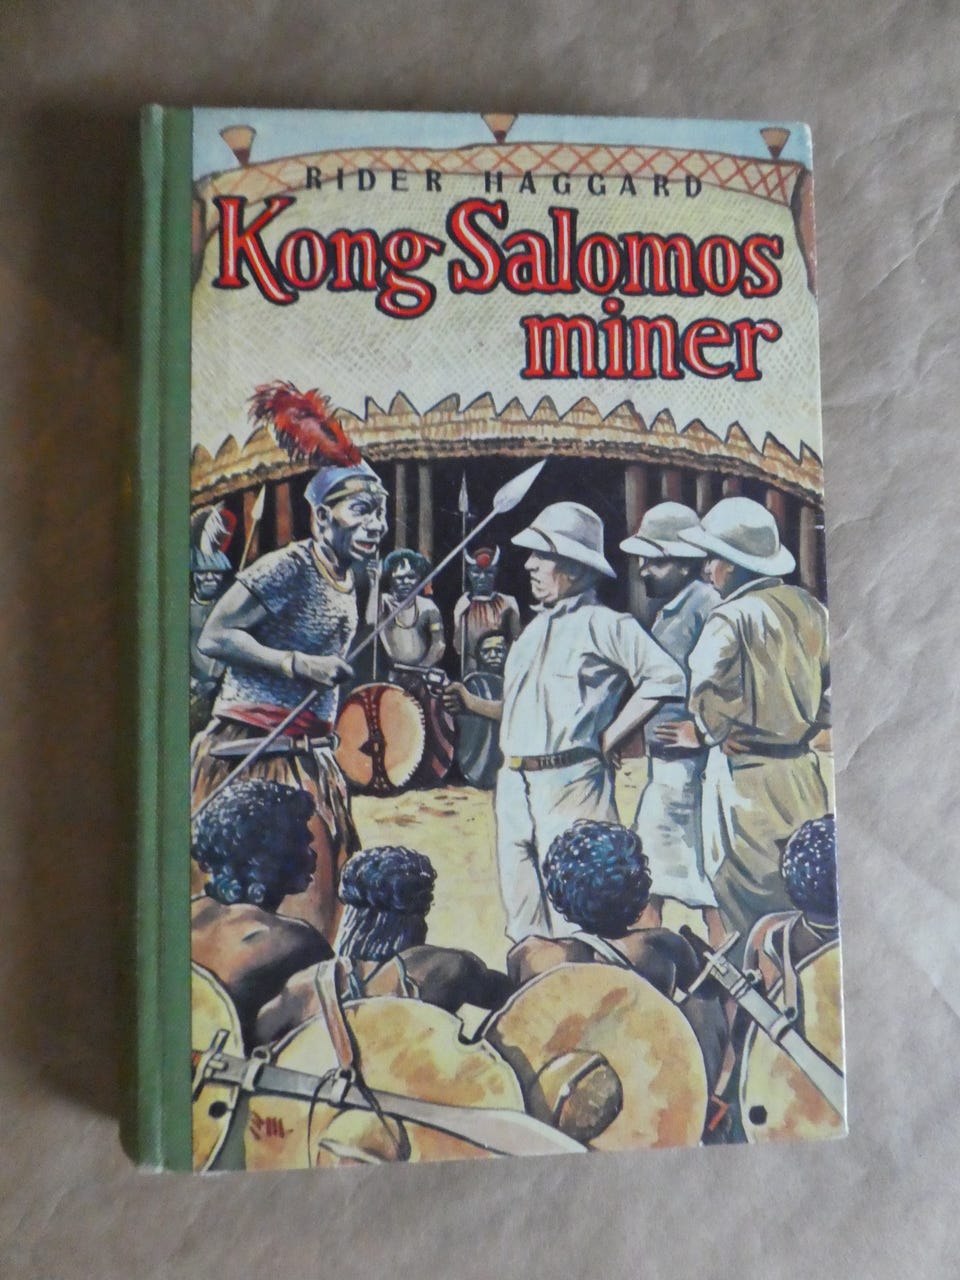 RIDER HAGGARD
Kong Salomos
miner